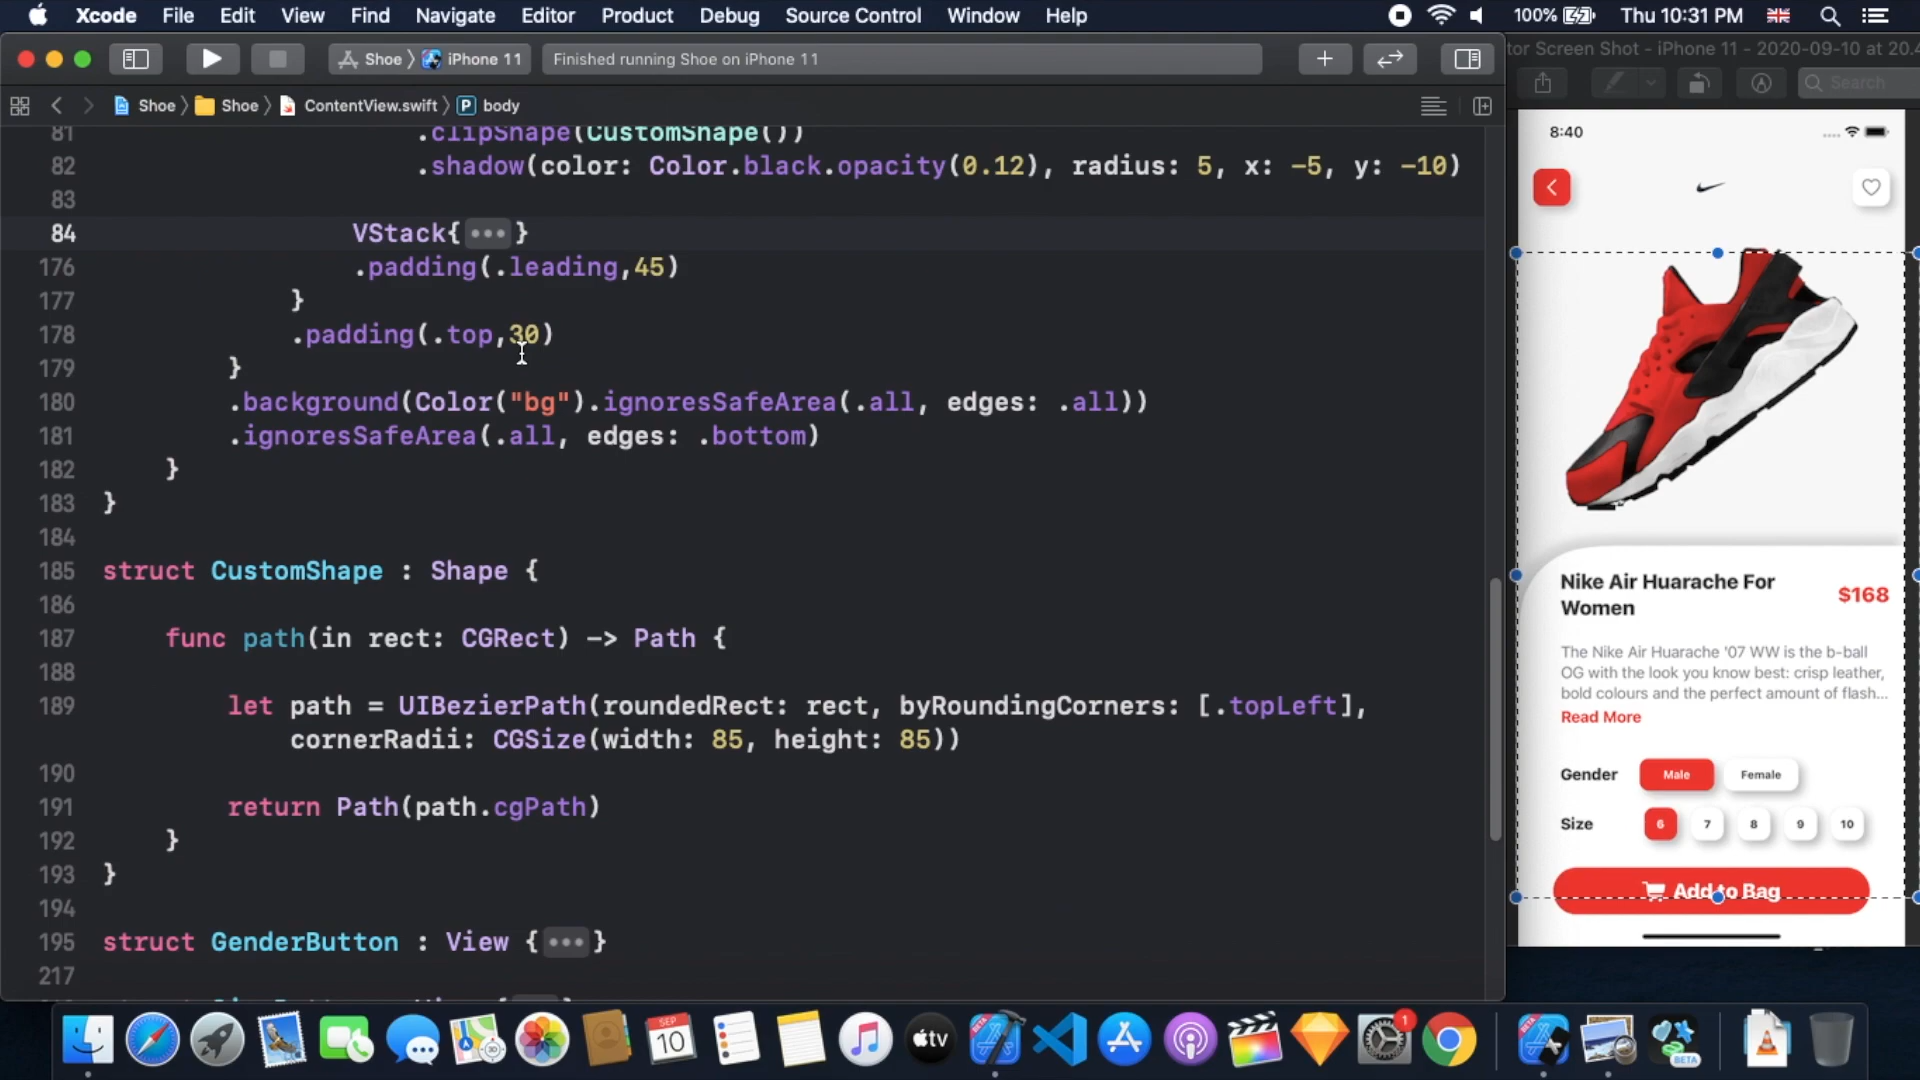 Xcode File Edit View Find Navigate Editor Product Debug Source Control Window Help 100% Thu 10:31 PM
Shoe iPhone 11 Finished running Shoe on iPhone 11
tor Screen Shot - iPhone 11 - 2020-09-10 at 20.4
Search
Shoe Shoe ContentView.swift P body
81 .clipShape(CustomShape())
82 .shadow(color: Color.black.opacity(0.12), radius: 5, x: -5, y: -10)
83
84 VStack{•••}
176 .padding(.leading,45)
177 }
178 .padding(.top,30)
179 }
180 .background(Color("bg").ignoresSafeArea(.all, edges: .all))
181 .ignoresSafeArea(.all, edges: .bottom)
182 }
183 }
184
185 struct CustomShape : Shape {
186
187 func path(in rect: CGRect) -> Path {
188
189 let path = UIBezierPath(roundedRect: rect, byRoundingCorners: [.topLeft],
cornerRadii: CGSize(width: 85, height: 85))
190
191 return Path(path.cgPath)
192 }
193 }
194
195 struct GenderButton : View {•••}
217
8:40
Nike Air Huarache For
Women
$168
The Nike Air Huarache '07 WW is the b-ball
OG with the look you know best: crisp leather,
bold colours and the perfect amount of flash...
Read More
Gender Male Female
Size 6 7 8 9 10
Add to Bag
SEP
10
tv
BETA
1
BETA
BETA